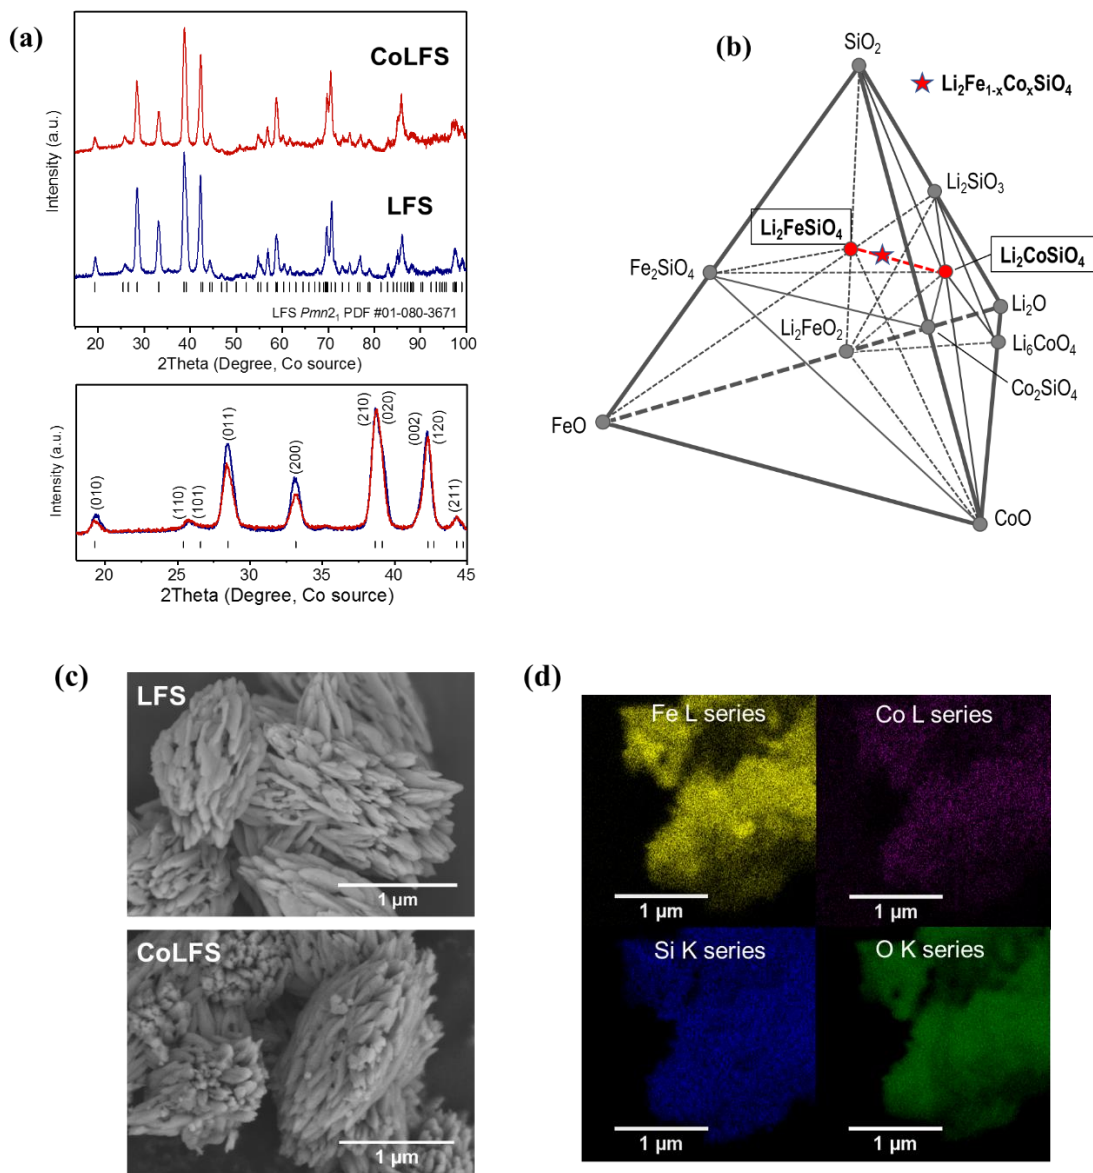 (a)
CoLFS
LFS
Intensity (a.u.)
LFS Pmn2₁ PDF #01-080-3671
20 30 40 50 60 70 80 90 100
2Theta (Degree, Co source)
Intensity (a.u.)
(010)
(110)
(101)
(011)
(200)
(210)
(020)
(002)
(120)
(211)
20 25 30 35 40 45
2Theta (Degree, Co source)
(b)
SiO₂
Li₂Fe₁₋ₓCoₓSiO₄
Li₂SiO₃
Li₂FeSiO₄
Li₂CoSiO₄
Fe₂SiO₄
Li₂O
Li₂FeO₂
Li₆CoO₄
Co₂SiO₄
FeO
CoO
(c)
LFS
1 μm
CoLFS
1 μm
(d)
Fe L series
1 μm
Co L series
1 μm
Si K series
1 μm
O K series
1 μm